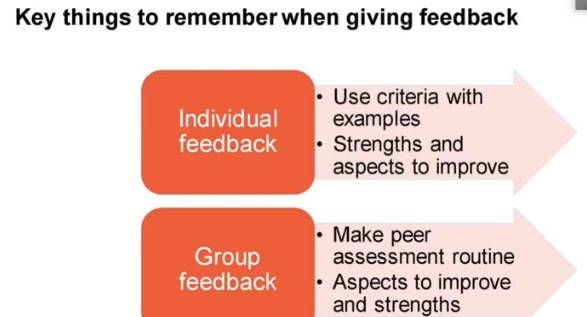 Key things to remember when giving feedback
Individual
feedback
• Use criteria with
examples
• Strengths and
aspects to improve
Group
feedback
• Make peer
assessment routine
• Aspects to improve
and strengths